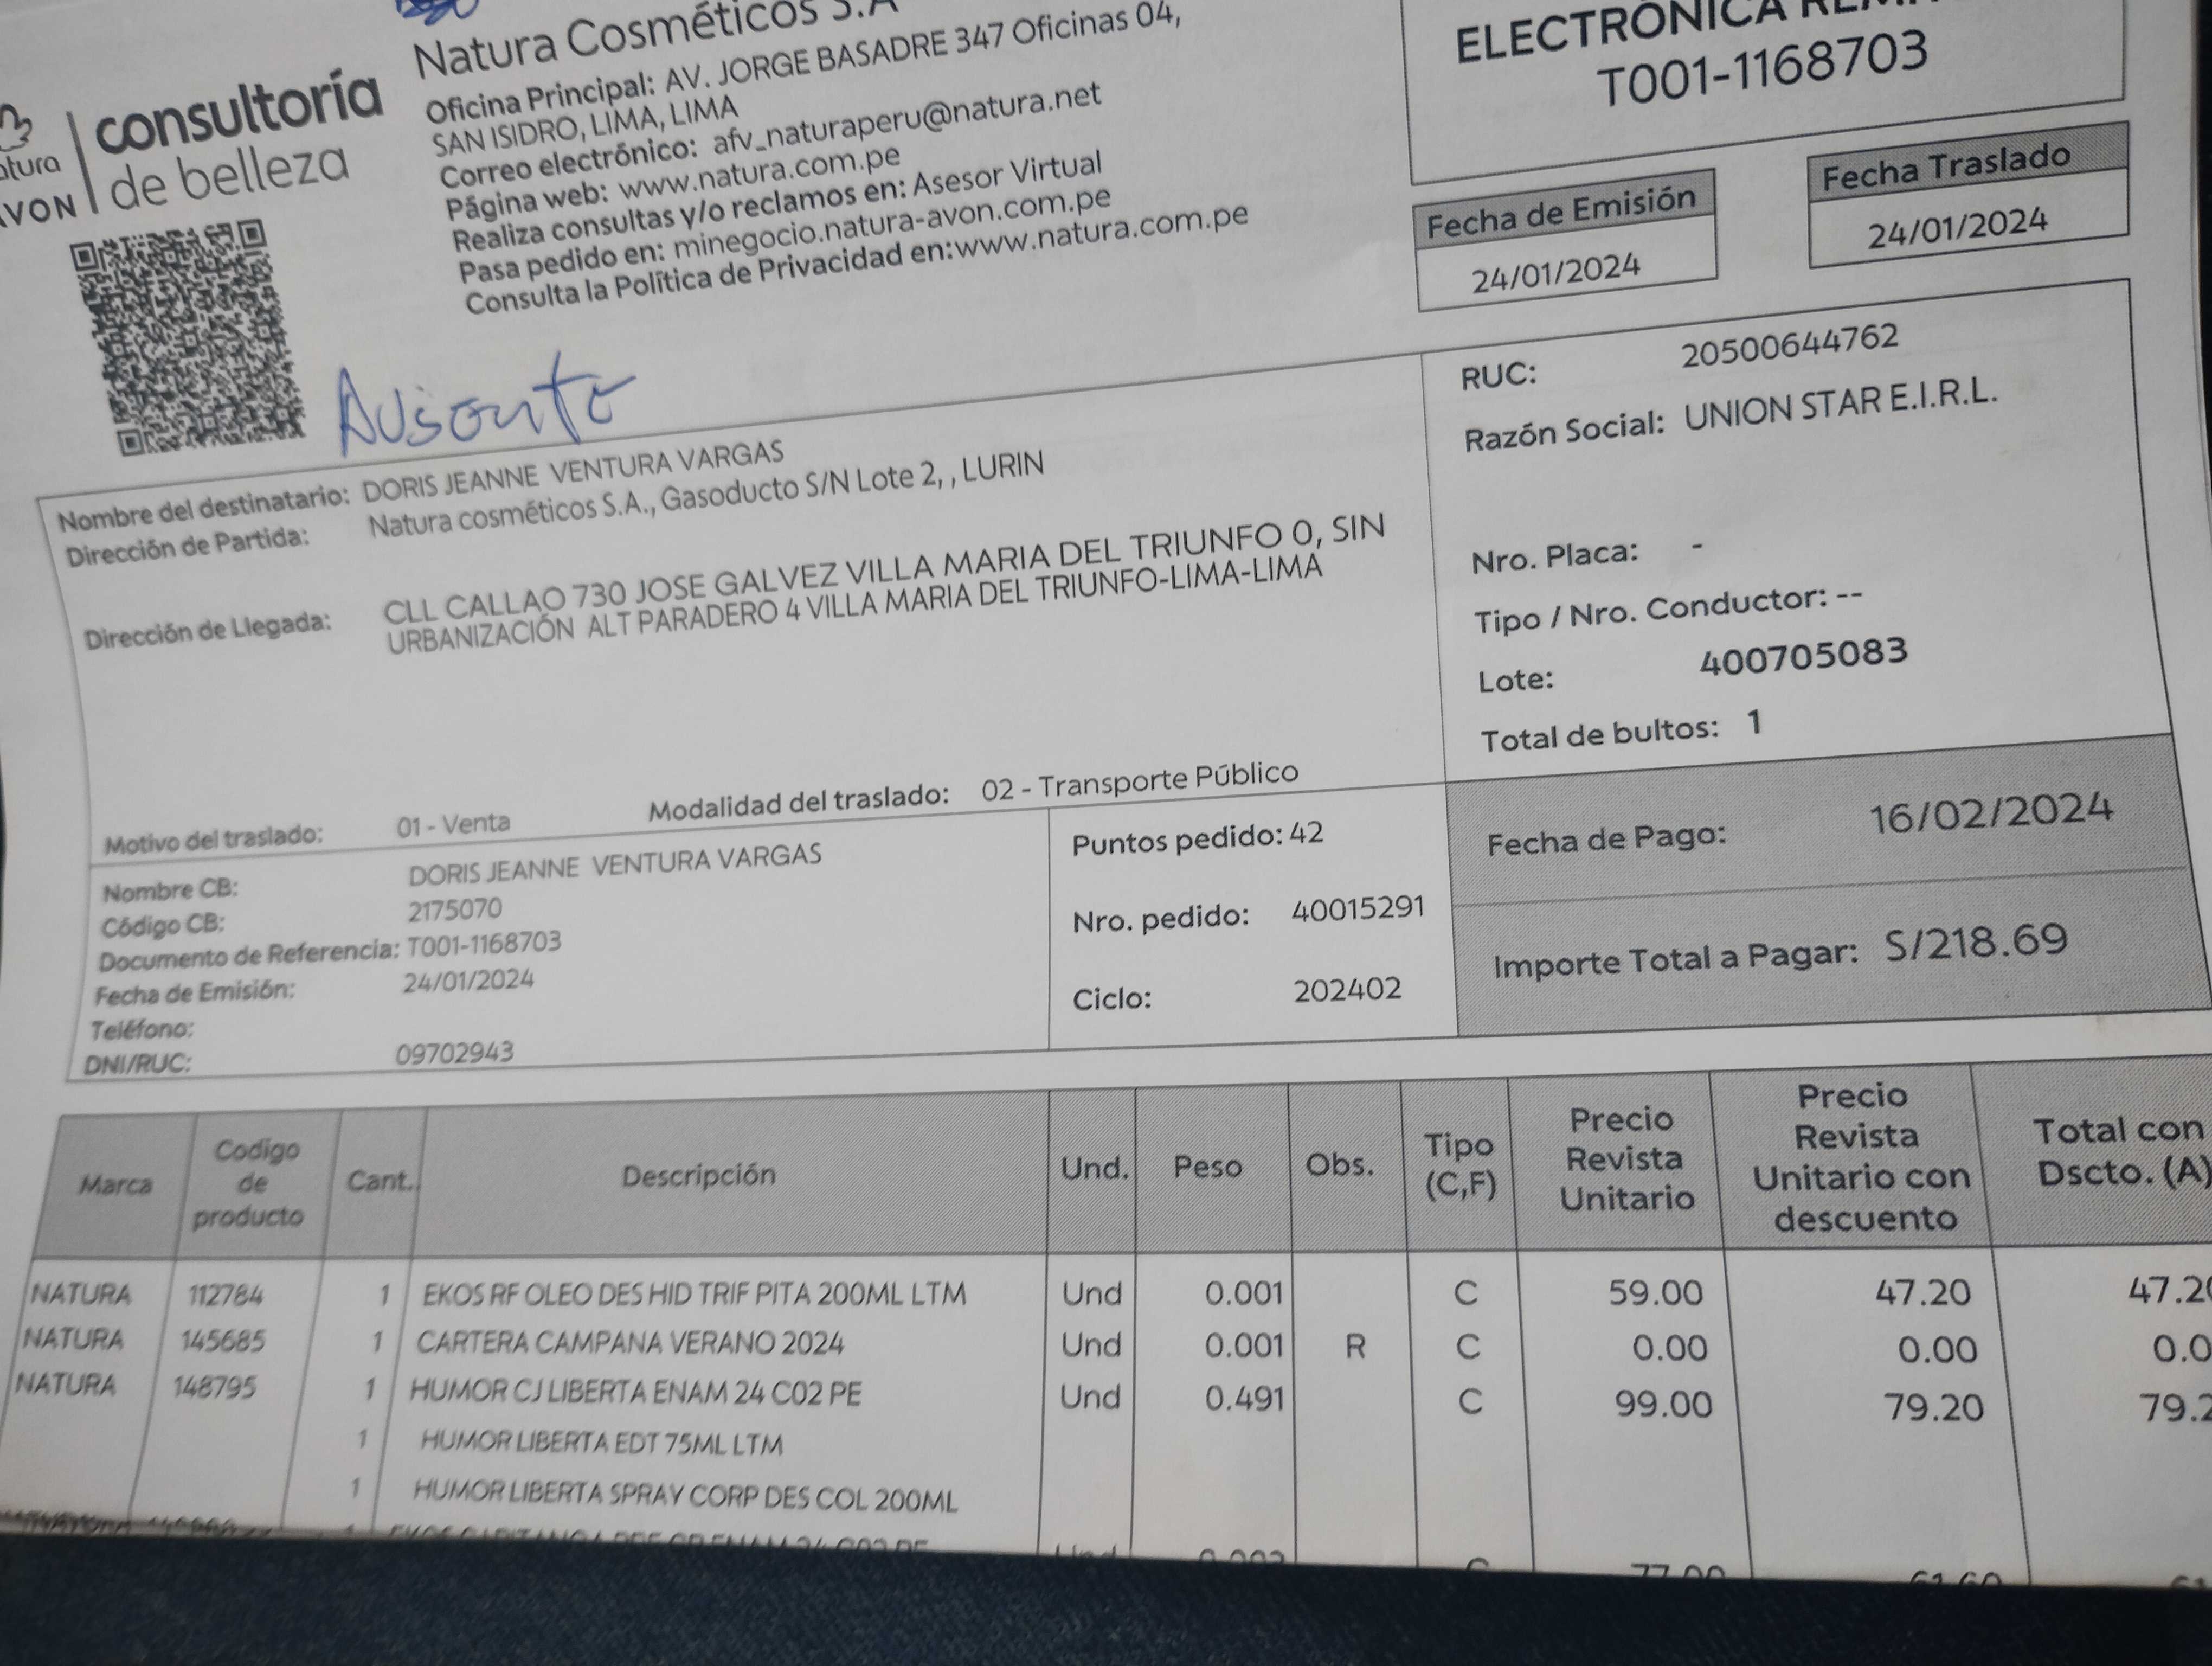 Natura Cosméticos S.A
Oficina Principal: AV. JORGE BASADRE 347 Oficinas 04,
SAN ISIDRO, LIMA, LIMA
Correo electrónico: afv_naturaperu@natura.net
Página web: www.natura.com.pe
Realiza consultas y/o reclamos en: Asesor Virtual
Pasa pedido en: minegocio.natura-avon.com.pe
Consulta la Política de Privacidad en:www.natura.com.pe
consultoría
de belleza
ELECTRÓNICA
T001-1168703
Fecha de Emisión
24/01/2024
Fecha Traslado
24/01/2024
Ausente
Nombre del destinatario: DORIS JEANNE VENTURA VARGAS
Dirección de Partida: Natura cosméticos S.A., Gasoducto S/N Lote 2, , LURIN
Dirección de Llegada: CLL CALLAO 730 JOSE GALVEZ VILLA MARIA DEL TRIUNFO 0, SIN
URBANIZACIÓN ALT PARADERO 4 VILLA MARIA DEL TRIUNFO-LIMA-LIMA
Motivo del traslado: 01 - Venta Modalidad del traslado: 02 - Transporte Público
RUC: 20500644762
Razón Social: UNION STAR E.I.R.L.
Nro. Placa: -
Tipo / Nro. Conductor: --
Lote: 400705083
Total de bultos: 1
Nombre CB: DORIS JEANNE VENTURA VARGAS
Código CB: 2175070
Documento de Referencia: T001-1168703
Fecha de Emisión: 24/01/2024
Teléfono:
DNI/RUC: 09702943
Puntos pedido: 42
Nro. pedido: 40015291
Ciclo: 202402
Fecha de Pago: 16/02/2024
Importe Total a Pagar: S/218.69
Marca
Codigo
de
producto
Cant.
Descripción
Und.
Peso
Obs.
Tipo
(C,F)
Precio
Revista
Unitario
Precio
Revista
Unitario con
descuento
Total con
Dscto. (A)
NATURA 112784 1 EKOS RF OLEO DES HID TRIF PITA 200ML LTM Und 0.001 C 59.00 47.20 47.20
NATURA 145685 1 CARTERA CAMPANA VERANO 2024 Und 0.001 R C 0.00 0.00 0.0
NATURA 148795 1 HUMOR CJ LIBERTA ENAM 24 C02 PE Und 0.491 C 99.00 79.20 79.2
1 HUMOR LIBERTA EDT 75ML LTM
1 HUMOR LIBERTA SPRAY CORP DES COL 200ML